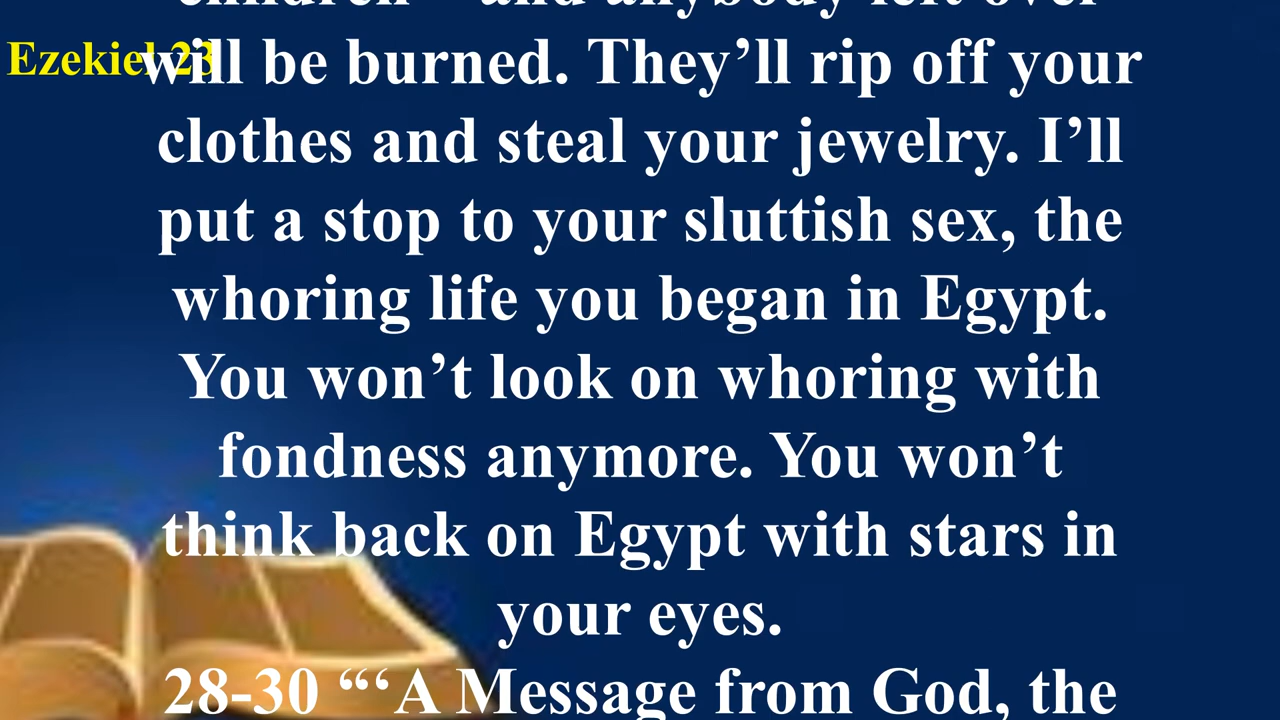 children—and anybody left over
Ezekiel 23
will be burned. They’ll rip off your
clothes and steal your jewelry. I’ll
put a stop to your sluttish sex, the
whoring life you began in Egypt.
You won’t look on whoring with
fondness anymore. You won’t
think back on Egypt with stars in
your eyes.
28-30 “‘“A Message from God, the